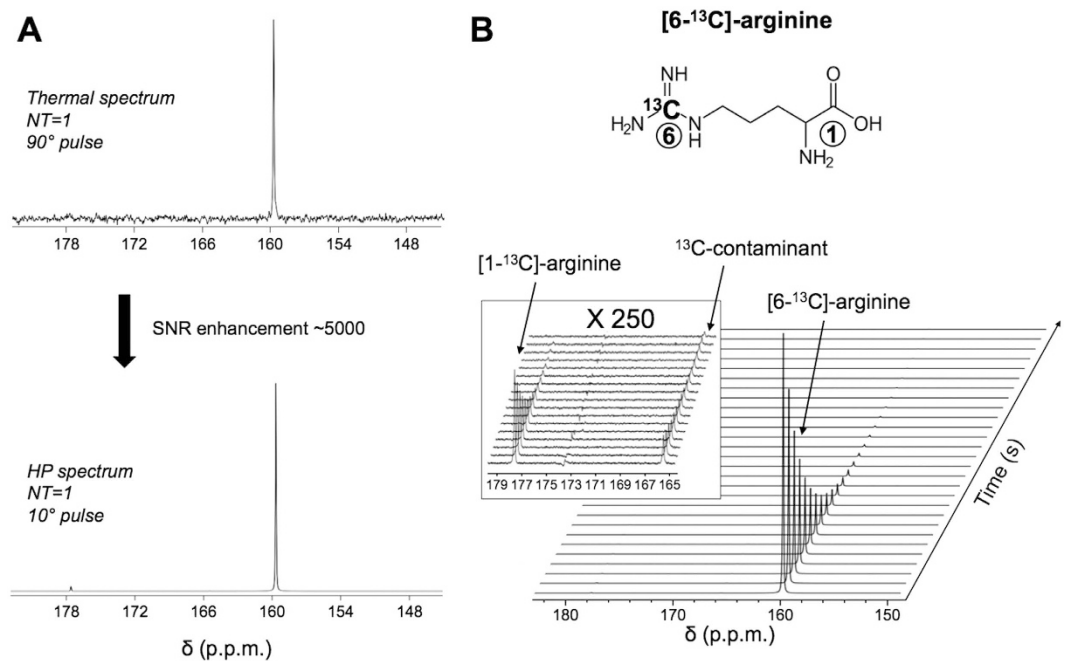 A
Thermal spectrum
NT=1
90° pulse
178 172 166 160 154 148
SNR enhancement ~5000
HP spectrum
NT=1
10° pulse
178 172 166 160 154 148
δ (p.p.m.)
B
[6-¹³C]-arginine
NH
¹³C
O
H₂N
6
N
H
1
OH
NH₂
[1-¹³C]-arginine
¹³C-contaminant
[6-¹³C]-arginine
X 250
179 177 175 173 171 169 167 165
Time (s)
180 170 160 150
δ (p.p.m.)